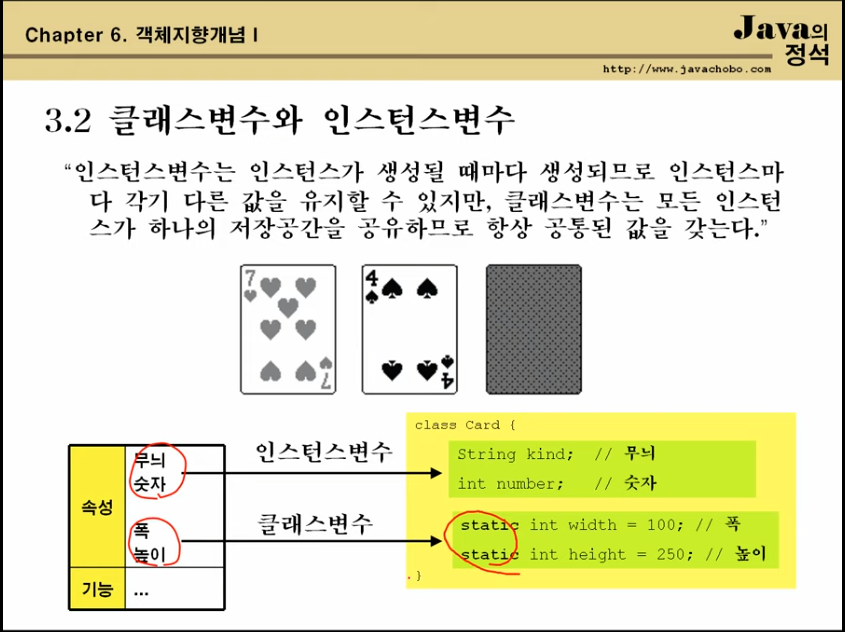 Chapter 6. 객체지향개념 I
Java의
정석
http://www.javachobo.com
3.2 클래스변수와 인스턴스변수
“인스턴스변수는 인스턴스가 생성될 때마다 생성되므로 인스턴스마
다 각기 다른 값을 유지할 수 있지만, 클래스변수는 모든 인스턴
스가 하나의 저장공간을 공유하므로 항상 공통된 값을 갖는다.”
7
7
4
4
속성
무늬
숫자
폭
높이
기능
...
인스턴스변수
클래스변수
class Card {
String kind; // 무늬
int number; // 숫자
static int width = 100; // 폭
static int height = 250; // 높이
}